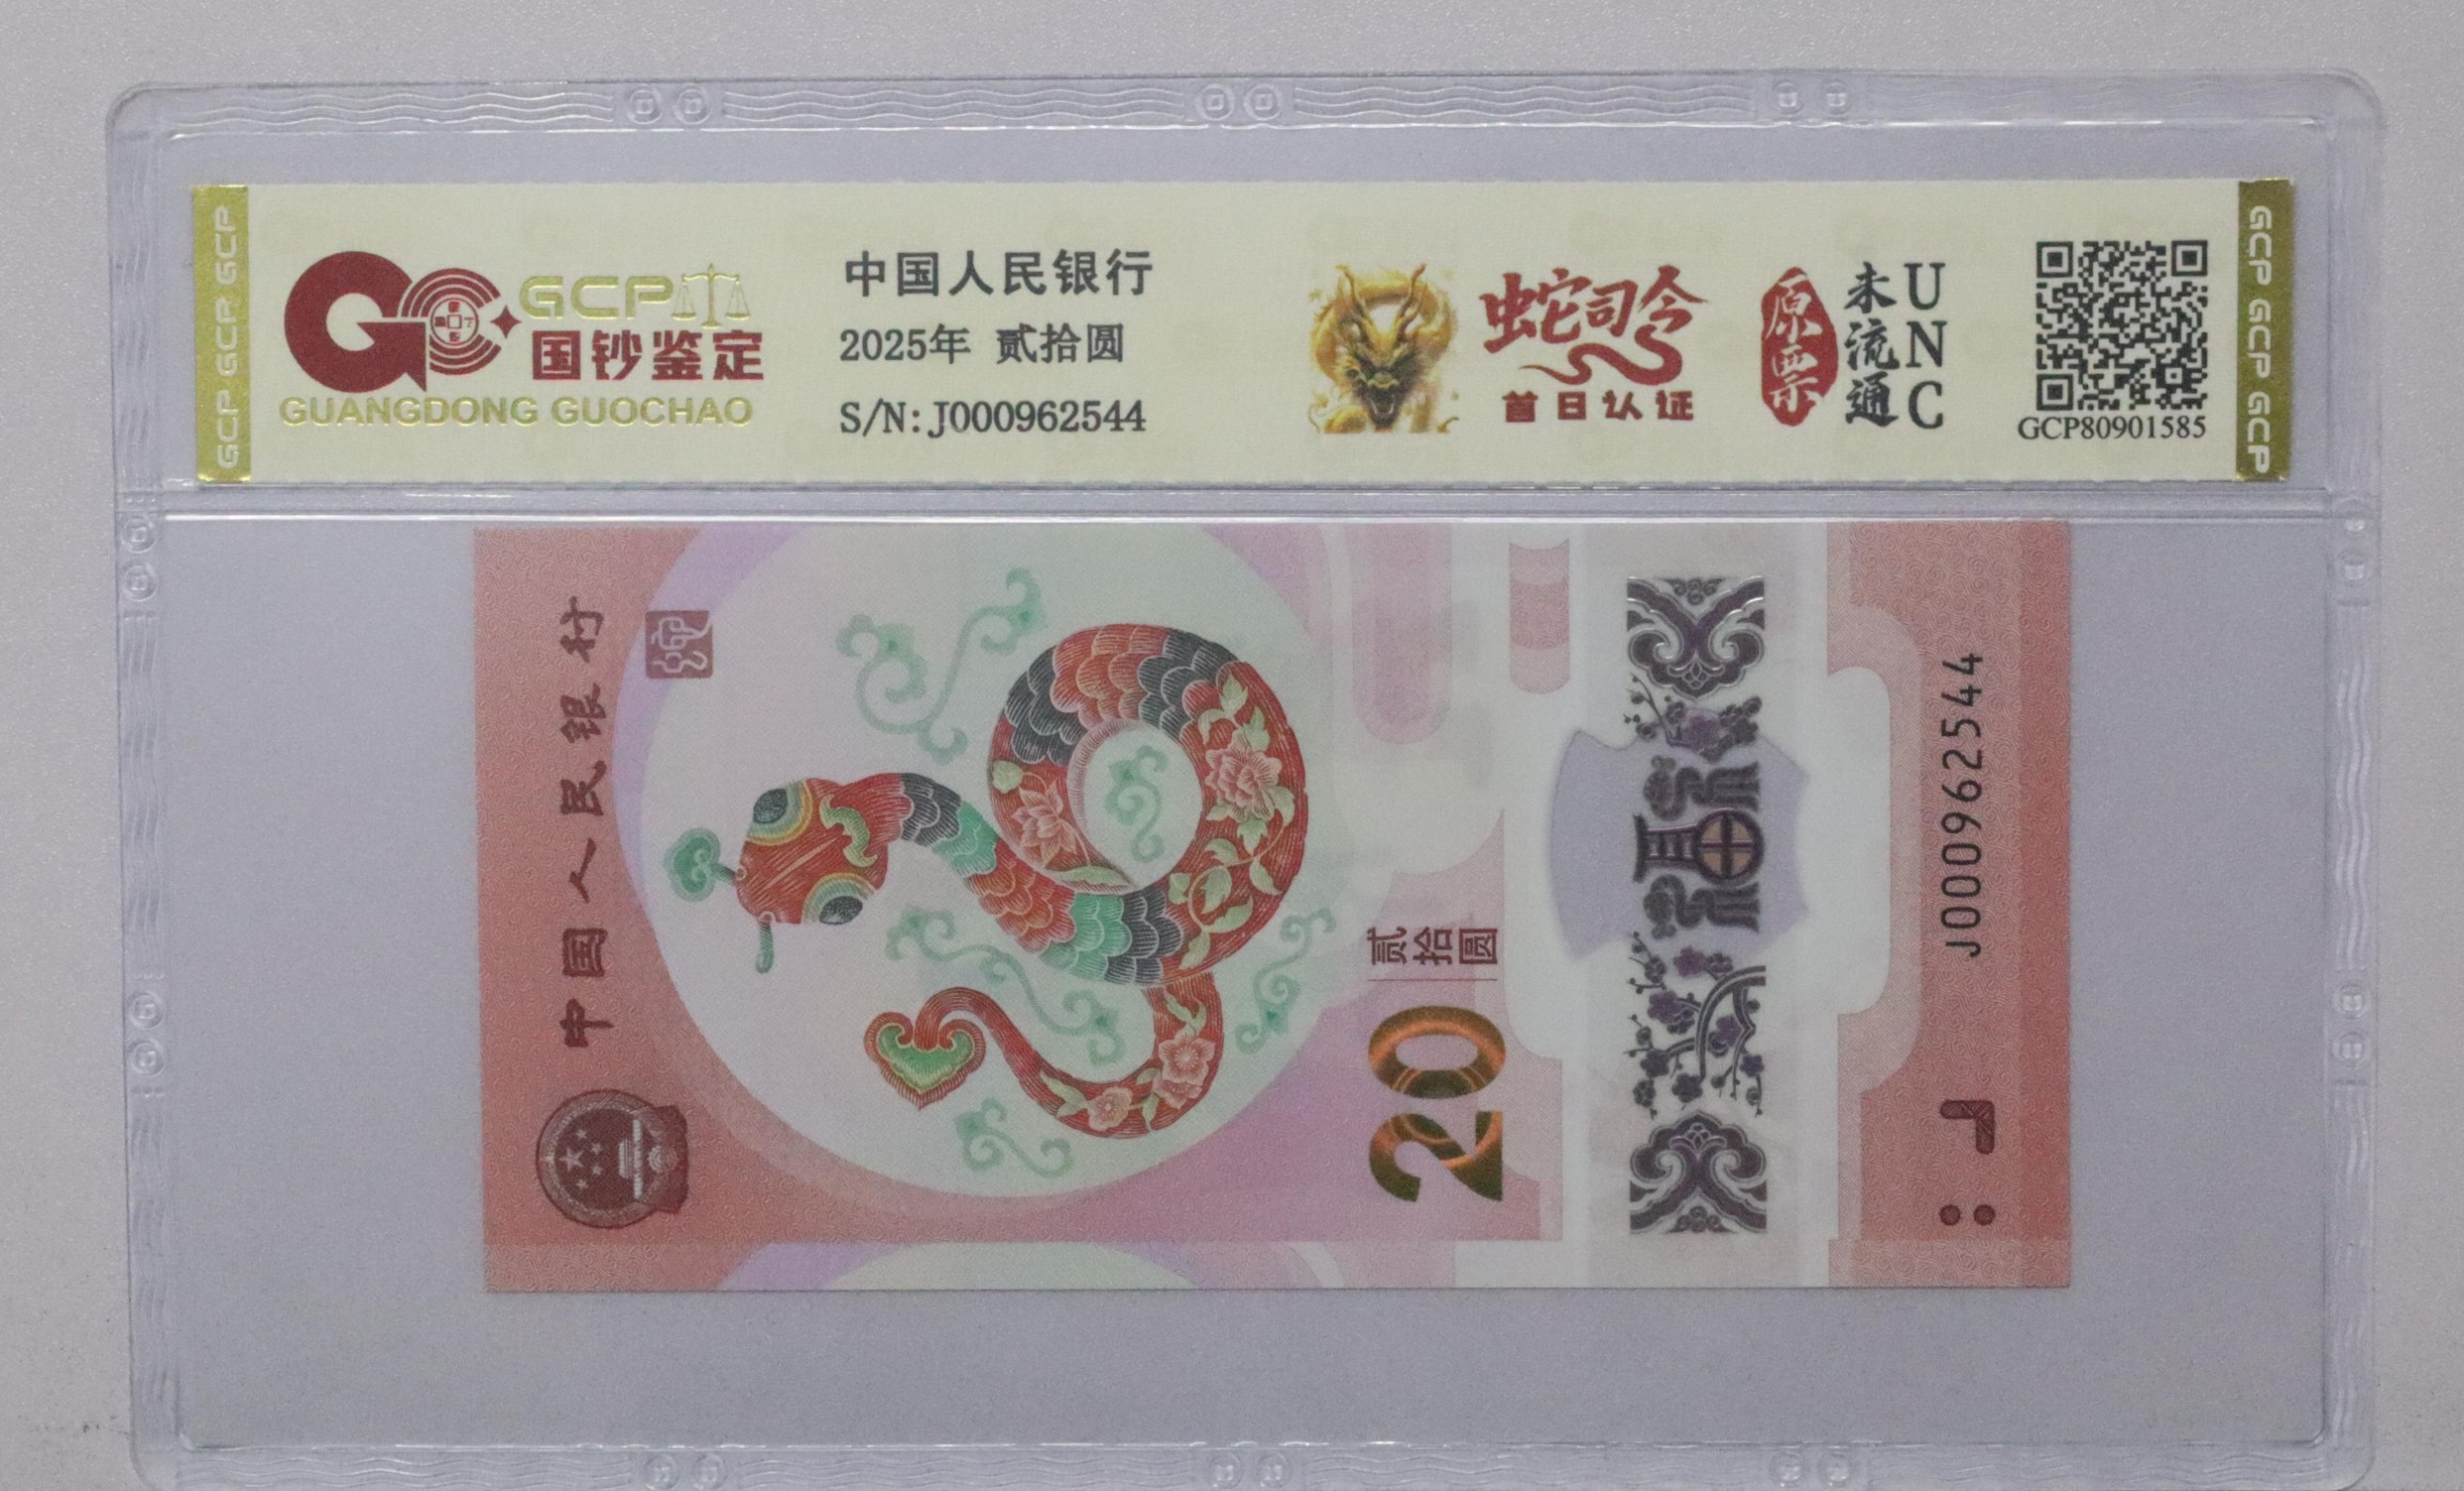 GCP GCP GCP
GCP
国钞鉴定
GUANGDONG GUOCHAO
中国人民银行
2025年 贰拾圆
S/N:J000962544
蛇司令
首日认证
原票
未流通
UNC
GCP80901585
GCP GCP GCP
中国人民银行
贰拾圆
20
福
J000962544